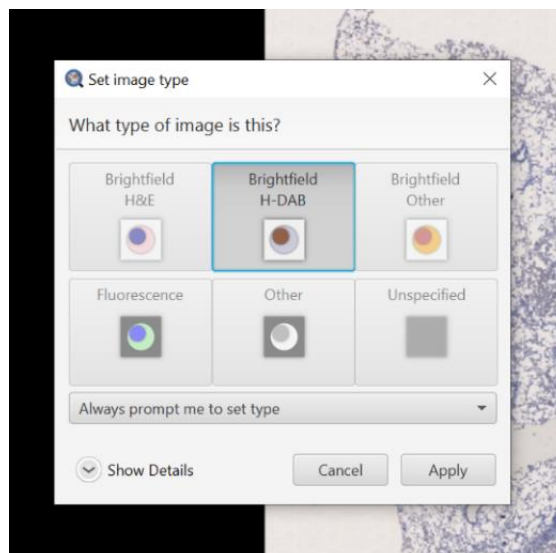 Set image type
What type of image is this?
Brightfield
H&E
Brightfield
H-DAB
Brightfield
Other
Fluorescence
Other
Unspecified
Always prompt me to set type
Show Details
Cancel
Apply